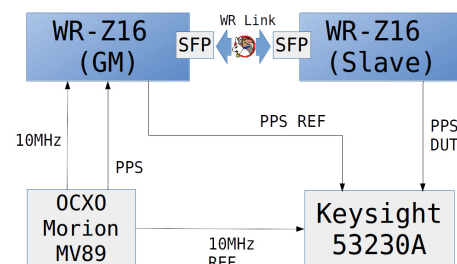 WR-Z16
(GM)
SFP
WR Link
SFP
WR-Z16
(Slave)
10MHz
PPS
PPS REF
PPS
DUT
OCXO
Morion
MV89
10MHz
REF
Keysight
53230A